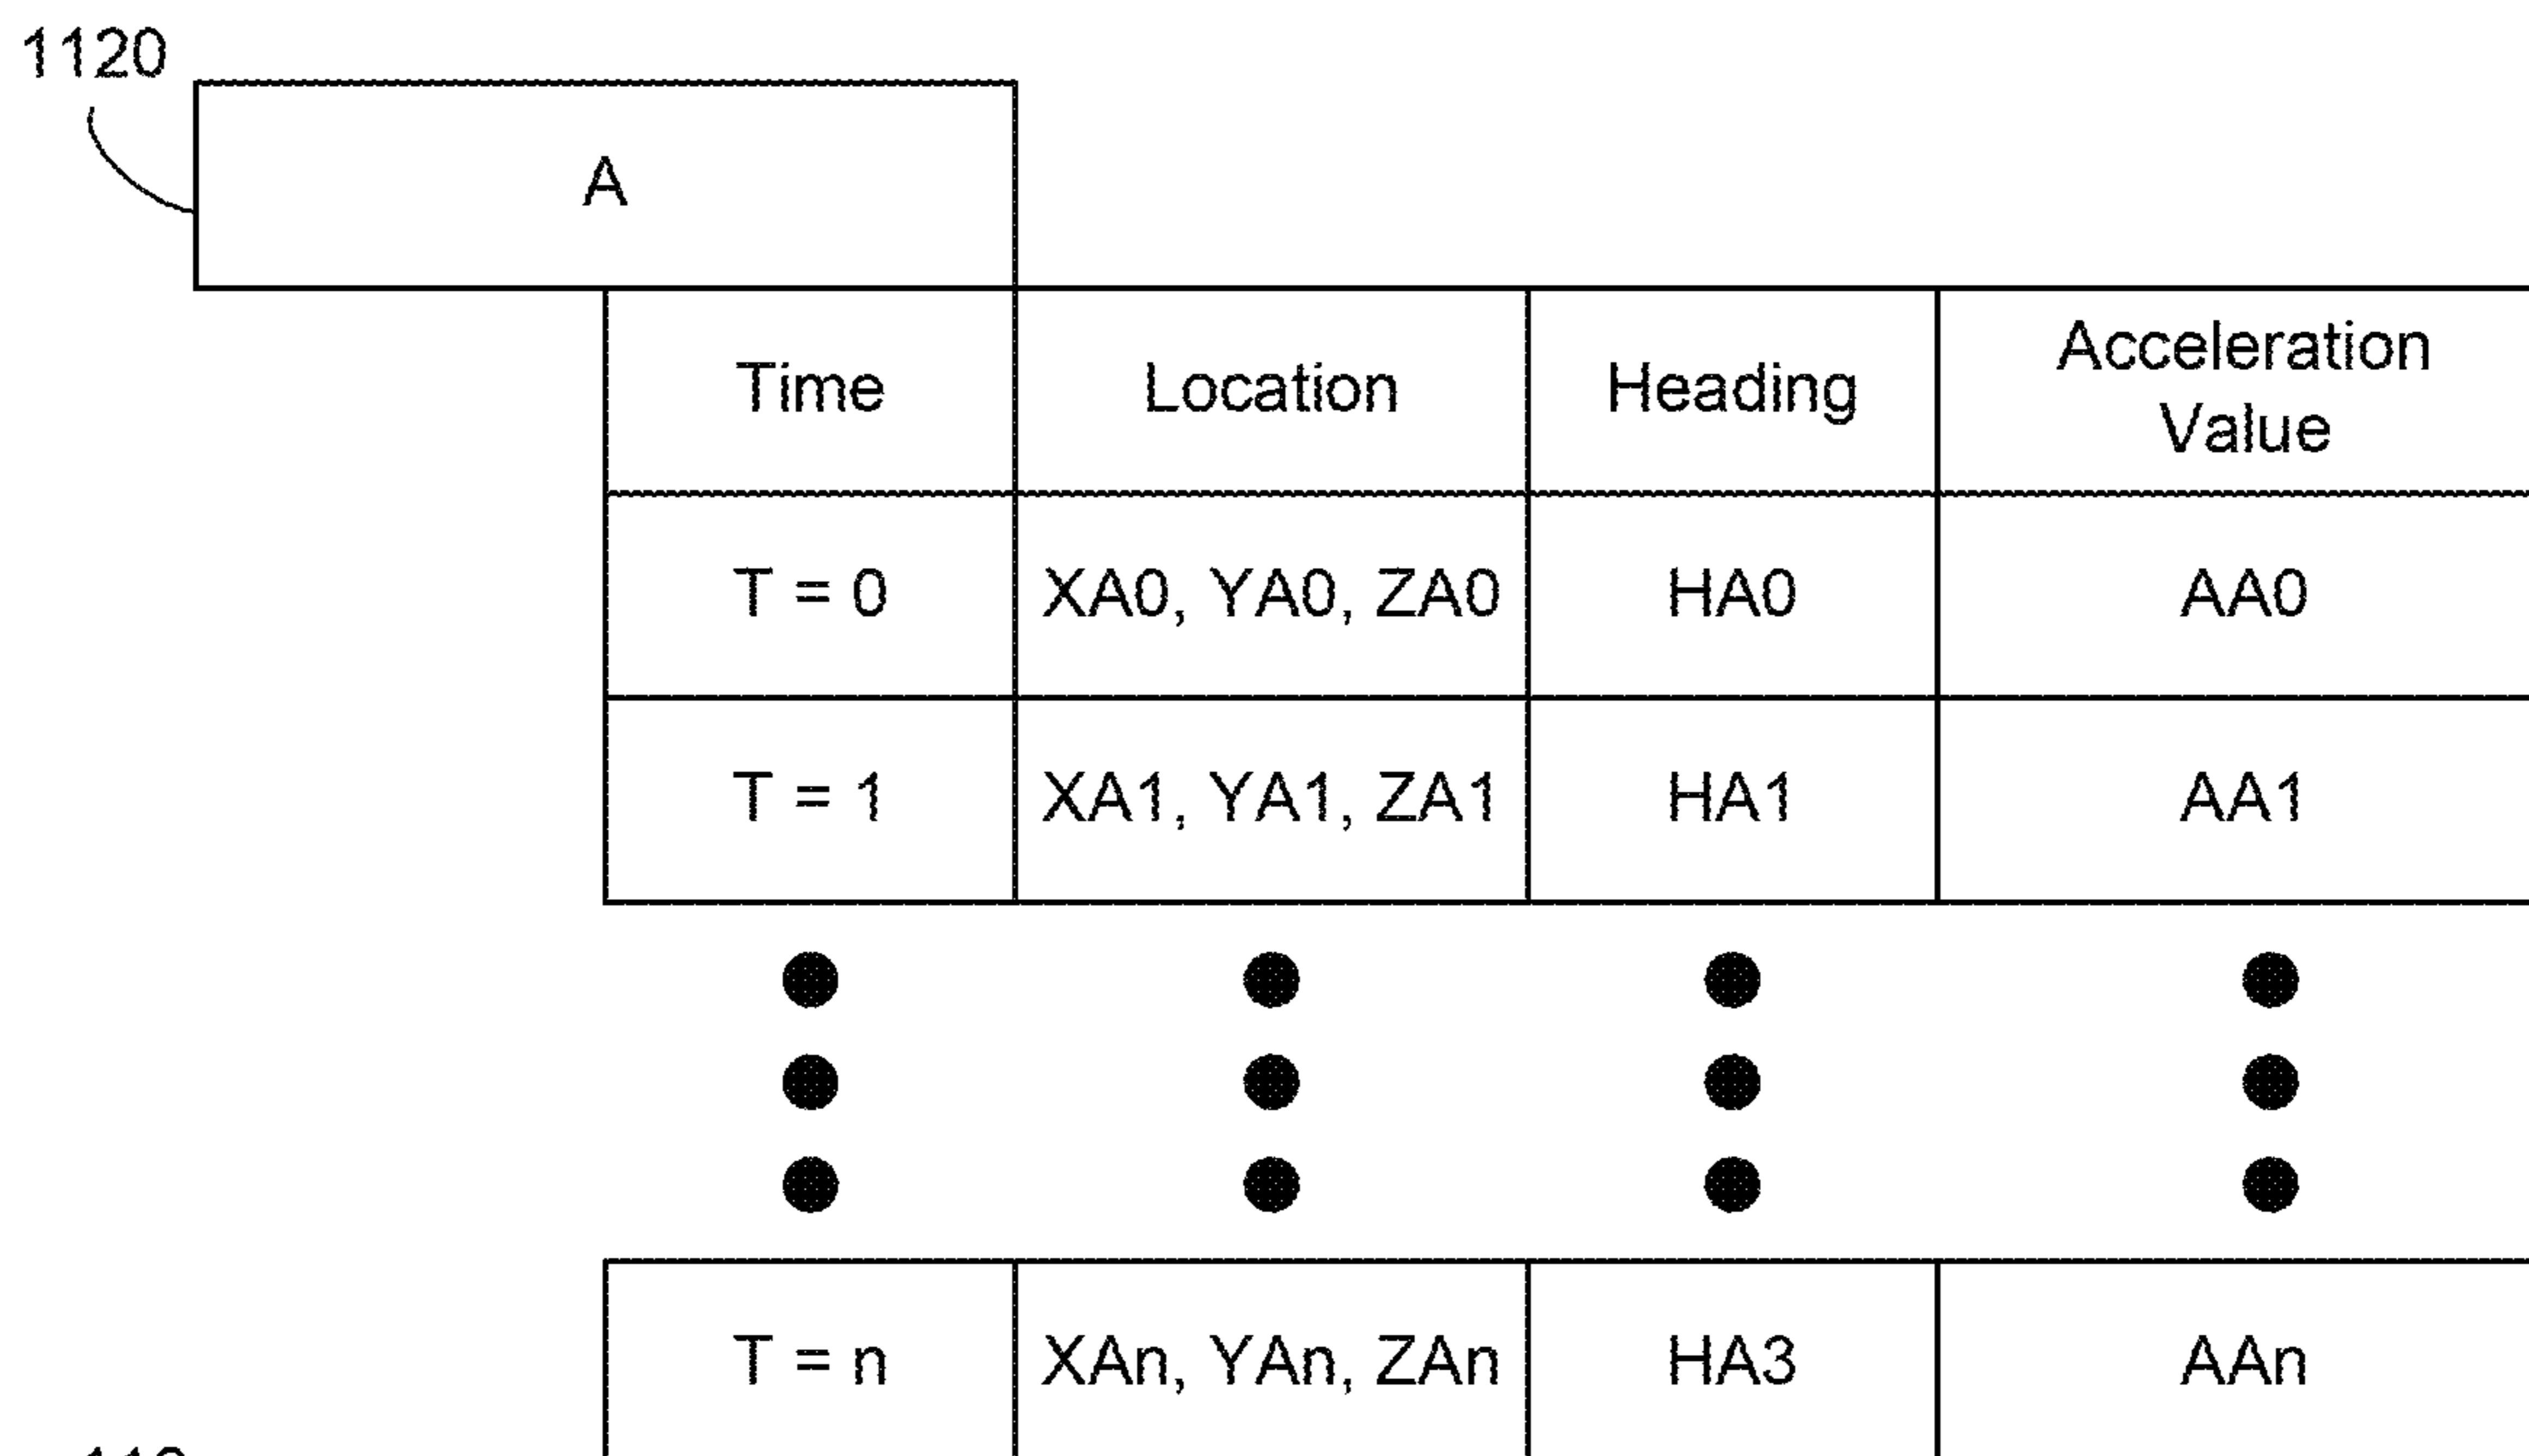 1120
A
Time Location Heading Acceleration Value
T = 0 XA0, YA0, ZA0 HA0 AA0
T = 1 XA1, YA1, ZA1 HA1 AA1
T = n XAn, YAn, ZAn HA3 AAn